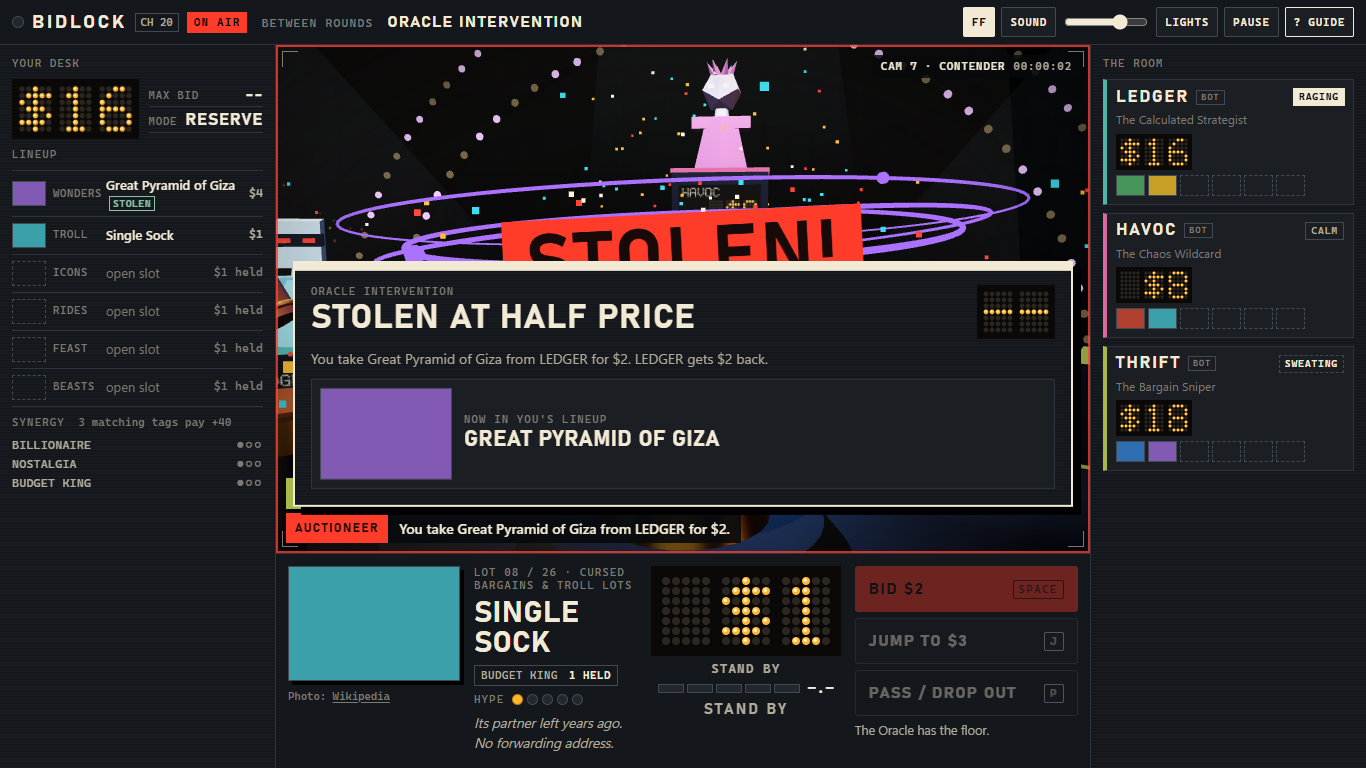 BIDLOCK CH 20 ON AIR BETWEEN ROUNDS ORACLE INTERVENTION FF SOUND LIGHTS PAUSE ? GUIDE
YOUR DESK
$16
MAX BID --
MODE RESERVE
LINEUP
WONDERS Great Pyramid of Giza $4
STOLEN
TROLL Single Sock $1
ICONS open slot $1 held
RIDES open slot $1 held
FEAST open slot $1 held
BEASTS open slot $1 held
SYNERGY 3 matching tags pay +40
BILLIONAIRE
NOSTALGIA
BUDGET KING
CAM 7 · CONTENDER 00:00:02
HAVOC
STOLEN!
ORACLE INTERVENTION
STOLEN AT HALF PRICE
--
You take Great Pyramid of Giza from LEDGER for $2. LEDGER gets $2 back.
NOW IN YOU'S LINEUP
GREAT PYRAMID OF GIZA
AUCTIONEER You take Great Pyramid of Giza from LEDGER for $2.
Photo: Wikipedia
LOT 08 / 26 · CURSED
BARGAINS & TROLL LOTS
SINGLE
SOCK
BUDGET KING 1 HELD
HYPE
Its partner left years ago.
No forwarding address.
$1
STAND BY
-.-
STAND BY
BID $2 SPACE
JUMP TO $3 J
PASS / DROP OUT P
The Oracle has the floor.
THE ROOM
LEDGER BOT RAGING
The Calculated Strategist
$16
HAVOC BOT CALM
The Chaos Wildcard
$8
THRIFT BOT SWEATING
The Bargain Sniper
$18